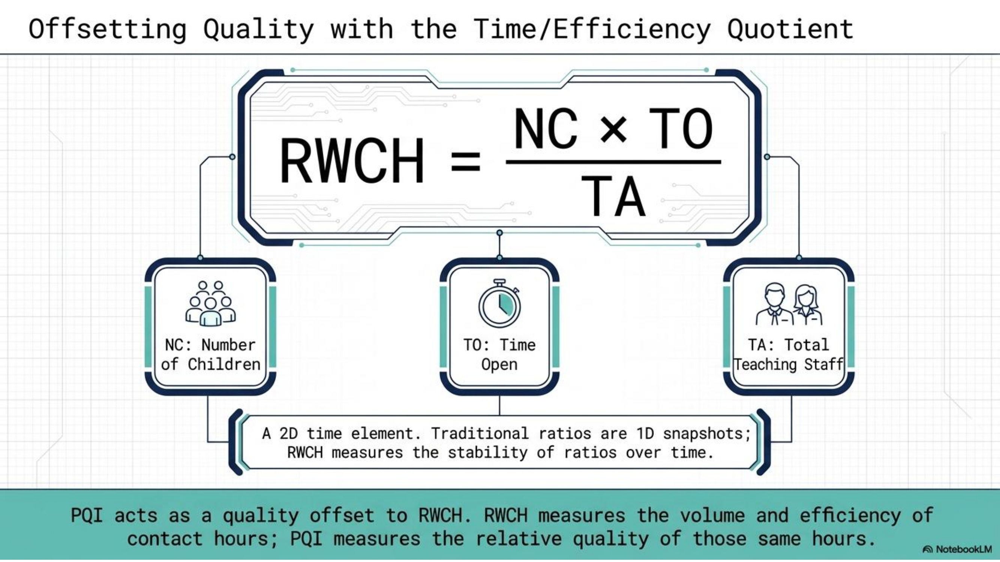 Offsetting Quality with the Time/Efficiency Quotient
RWCH = NC × TO
TA
NC: Number
of Children
TO: Time
Open
TA: Total
Teaching Staff
A 2D time element. Traditional ratios are 1D snapshots;
RWCH measures the stability of ratios over time.
PQI acts as a quality offset to RWCH. RWCH measures the volume and efficiency of
contact hours; PQI measures the relative quality of those same hours.
NotebookLM